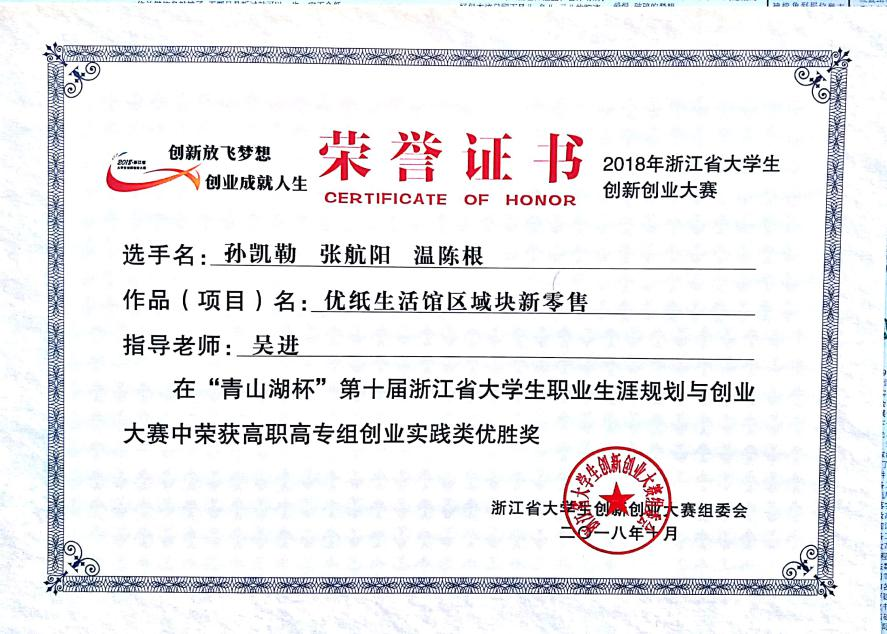 创新放飞梦想
创业成就人生
荣誉证书
CERTIFICATE OF HONOR
2018年浙江省大学生
创新创业大赛
选手名：孙凯勒 张航阳 温陈根
作品（项目）名：优纸生活馆区域块新零售
指导老师：吴进
在“青山湖杯”第十届浙江省大学生职业生涯规划与创业
大赛中荣获高职高专组创业实践类优胜奖
浙江省大学生创新创业大赛组委会
二〇一八年十月